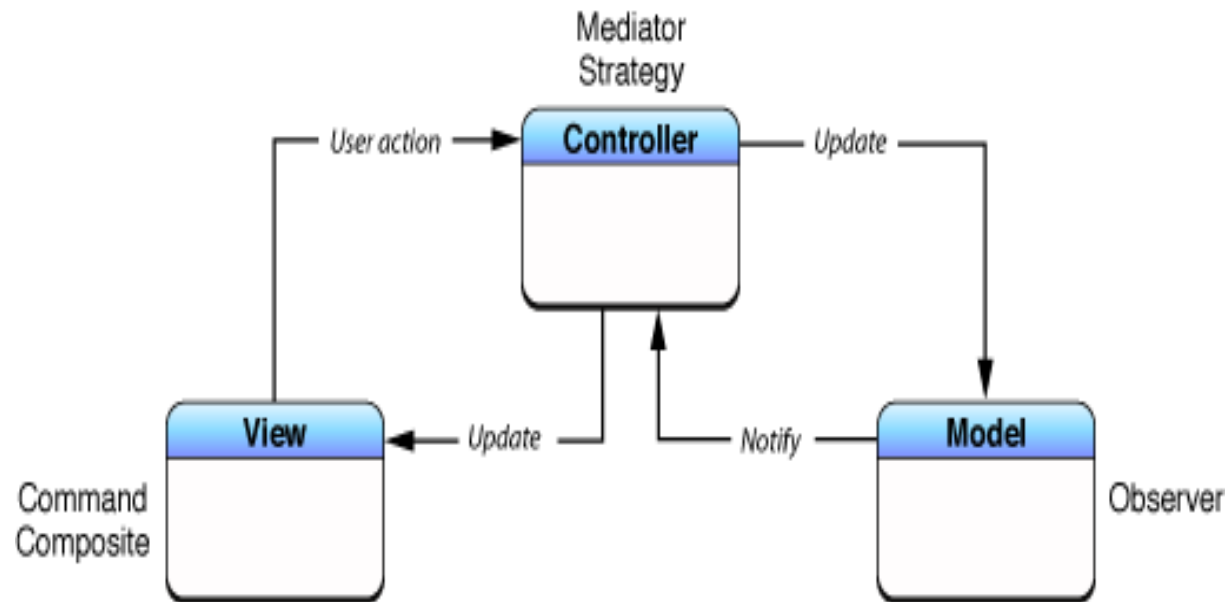 Mediator
Strategy
Controller
User action
Update
View
Update
Notify
Model
Command
Composite
Observer